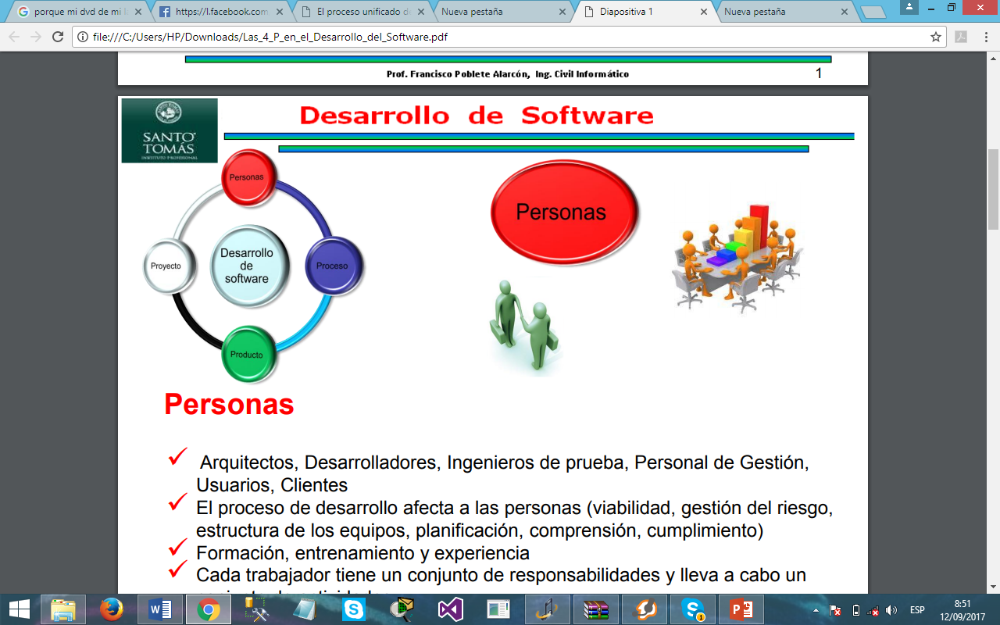 porque mi dvd de mi l
https://l.facebook.com
El proceso unificado d
Nueva pestaña
Diapositiva 1
Nueva pestaña
file:///C:/Users/HP/Downloads/Las_4_P_en_el_Desarrollo_del_Software.pdf
Prof. Francisco Poblete Alarcón, Ing. Civil Informático
1
SANTO
TOMÁS
INSTITUTO PROFESIONAL
Desarrollo de Software
Personas
Proyecto
Desarrollo
de
software
Proceso
Producto
Personas
Personas
Arquitectos, Desarrolladores, Ingenieros de prueba, Personal de Gestión,
Usuarios, Clientes
El proceso de desarrollo afecta a las personas (viabilidad, gestión del riesgo,
estructura de los equipos, planificación, comprensión, cumplimiento)
Formación, entrenamiento y experiencia
Cada trabajador tiene un conjunto de responsabilidades y lleva a cabo un
ESP
8:51
12/09/2017